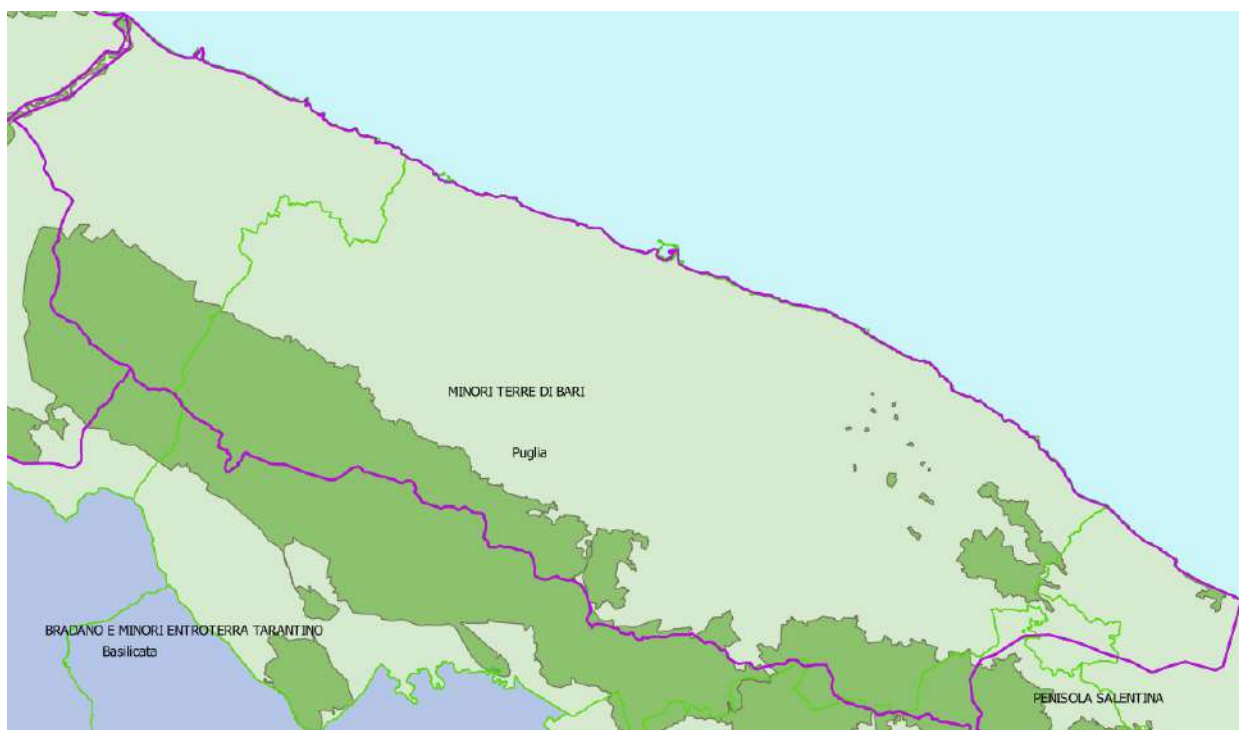 MINORI TERRE DI BARI
Puglia
BRADANO E MINORI ENTROTERRA TARANTINO
Basilicata
PENISOLA SALENTINA